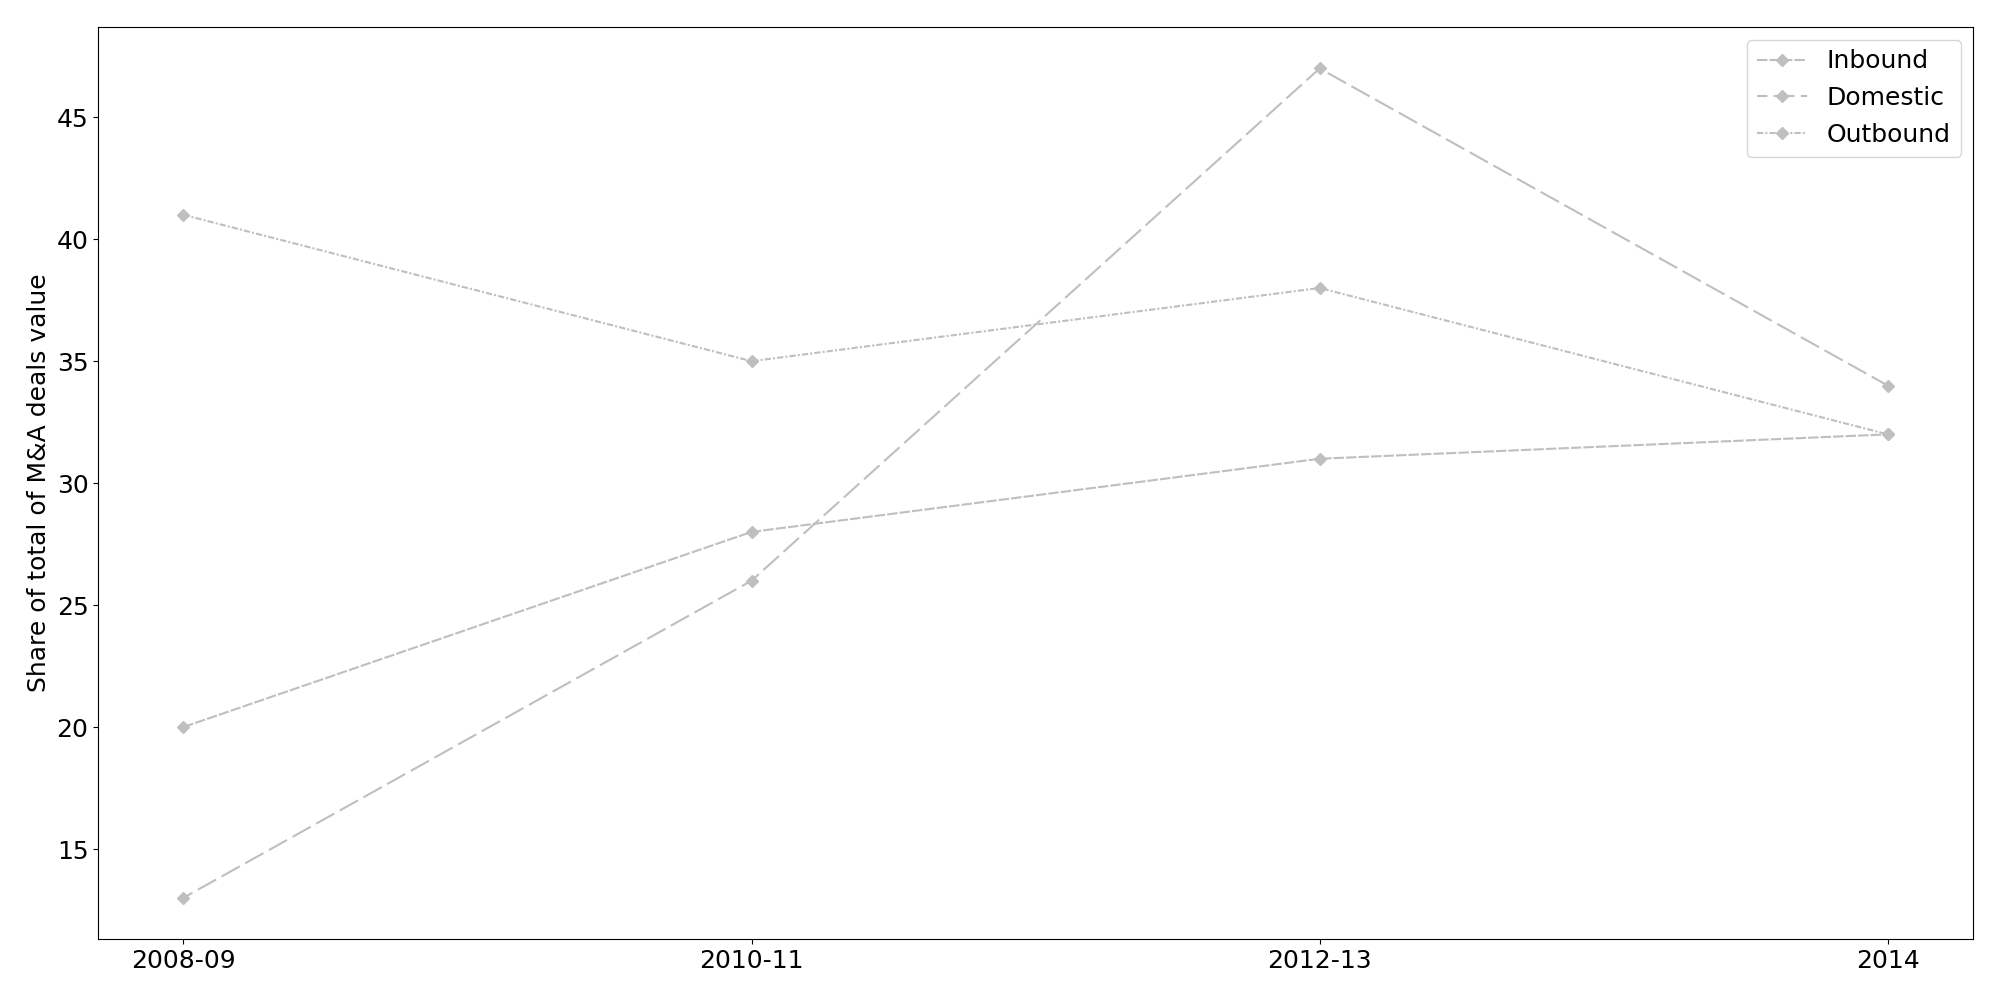 Share of total of M&A deals value
45
40
35
30
25
20
15
2008-09
2010-11
2012-13
2014
Inbound
Domestic
Outbound